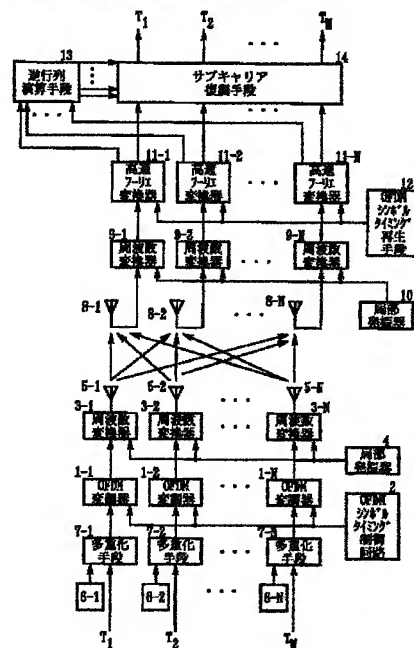 T1 T2 ・・・ TN
13
逆行列
演算手段
14
サブキャリア
復調手段
11-1 11-2 11-N
高速
フーリエ
変換器
高速
フーリエ
変換器
・・・
高速
フーリエ
変換器
12
OFDM
シンボル
タイミング
再生
手段
9-1 9-2 9-N
周波数
変換器
周波数
変換器
・・・
周波数
変換器
10
局部
発振器
8-1 8-2 8-N
5-1 5-2 5-N
3-1 3-2 3-N
周波数
変換器
周波数
変換器
・・・
周波数
変換器
4
局部
発振器
1-1 1-2 1-N
OFDM
変調器
OFDM
変調器
・・・
OFDM
変調器
2
OFDM
シンボル
タイミング
制御
回路
7-1 7-2 7-N
多重化
手段
多重化
手段
・・・
多重化
手段
6-1 6-2 ・・・ 6-N
T1 T2 TN